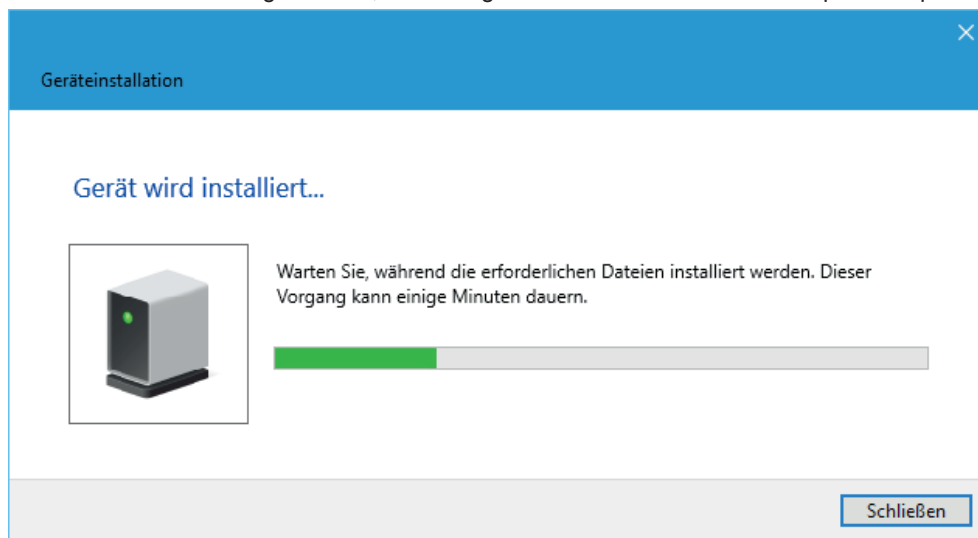 Geräteinstallation
Gerät wird installiert...
Warten Sie, während die erforderlichen Dateien installiert werden. Dieser
Vorgang kann einige Minuten dauern.
Schließen